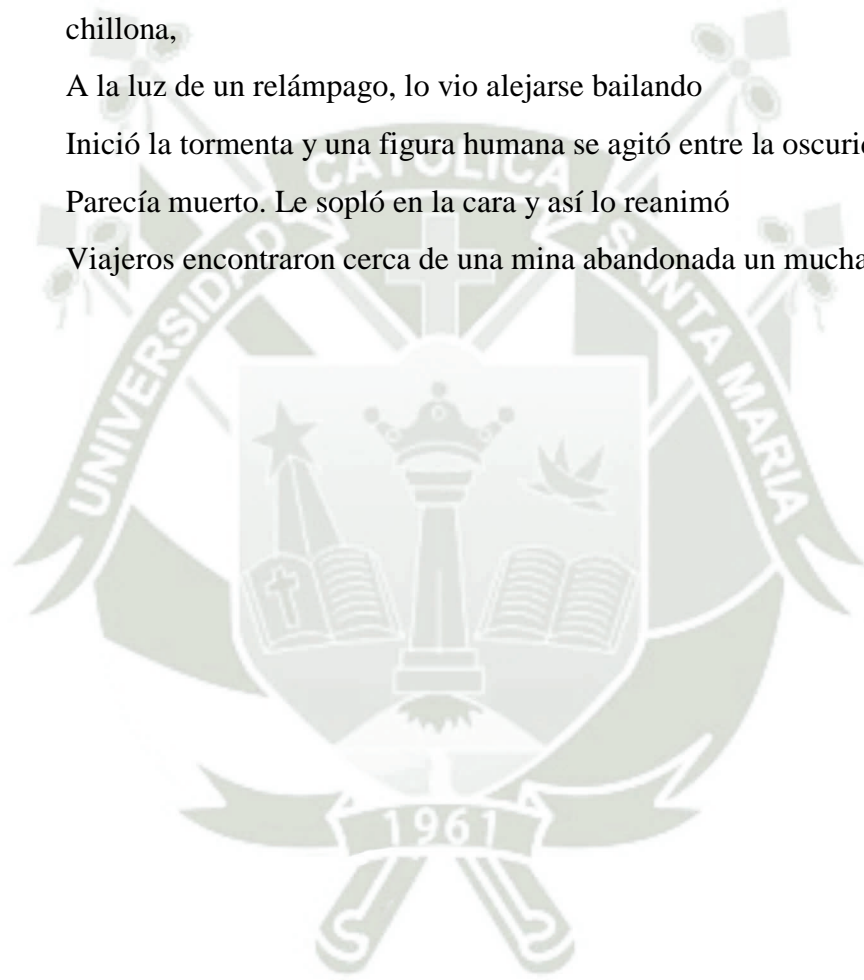 chillona,
A la luz de un relámpago, lo vio alejarse bailando
Inició la tormenta y una figura humana se agitó entre la
Parecía muerto. Le sopló en la cara y así lo reanimó
Viajeros encontraron cerca de una mina abandonada un
UNIVERSIDAD CATOLICA SANTA MARIA
1961